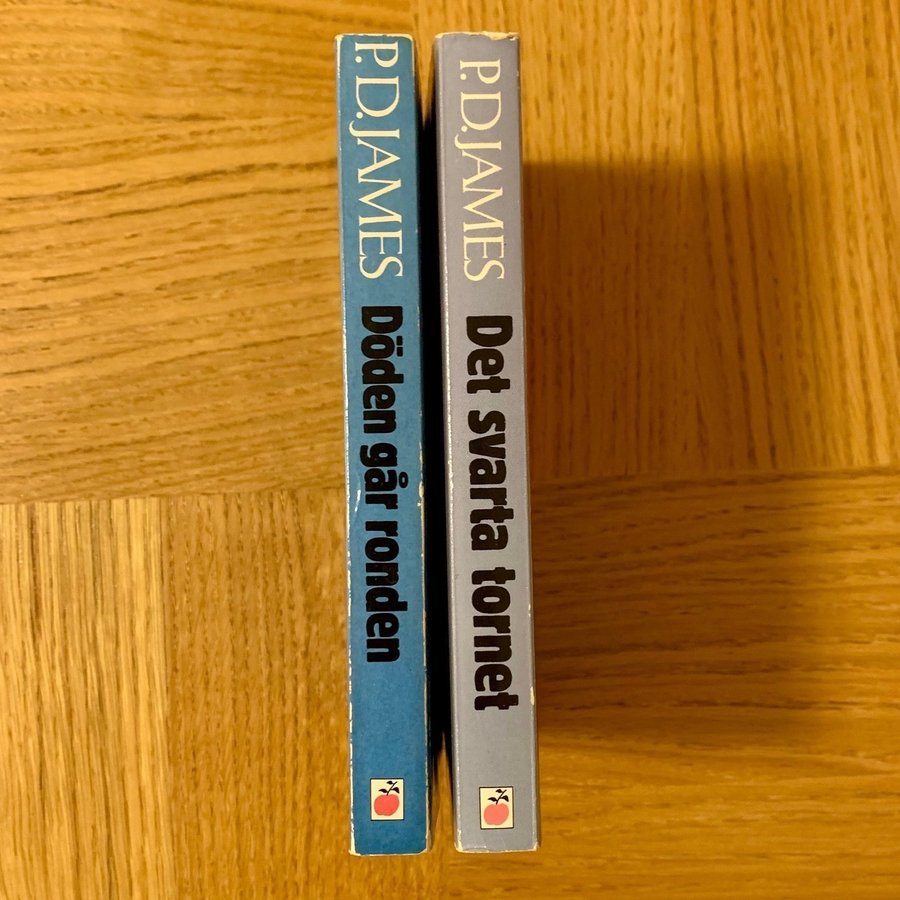 P. D. JAMES Döden går ronden
P. D. JAMES Det svarta tornet